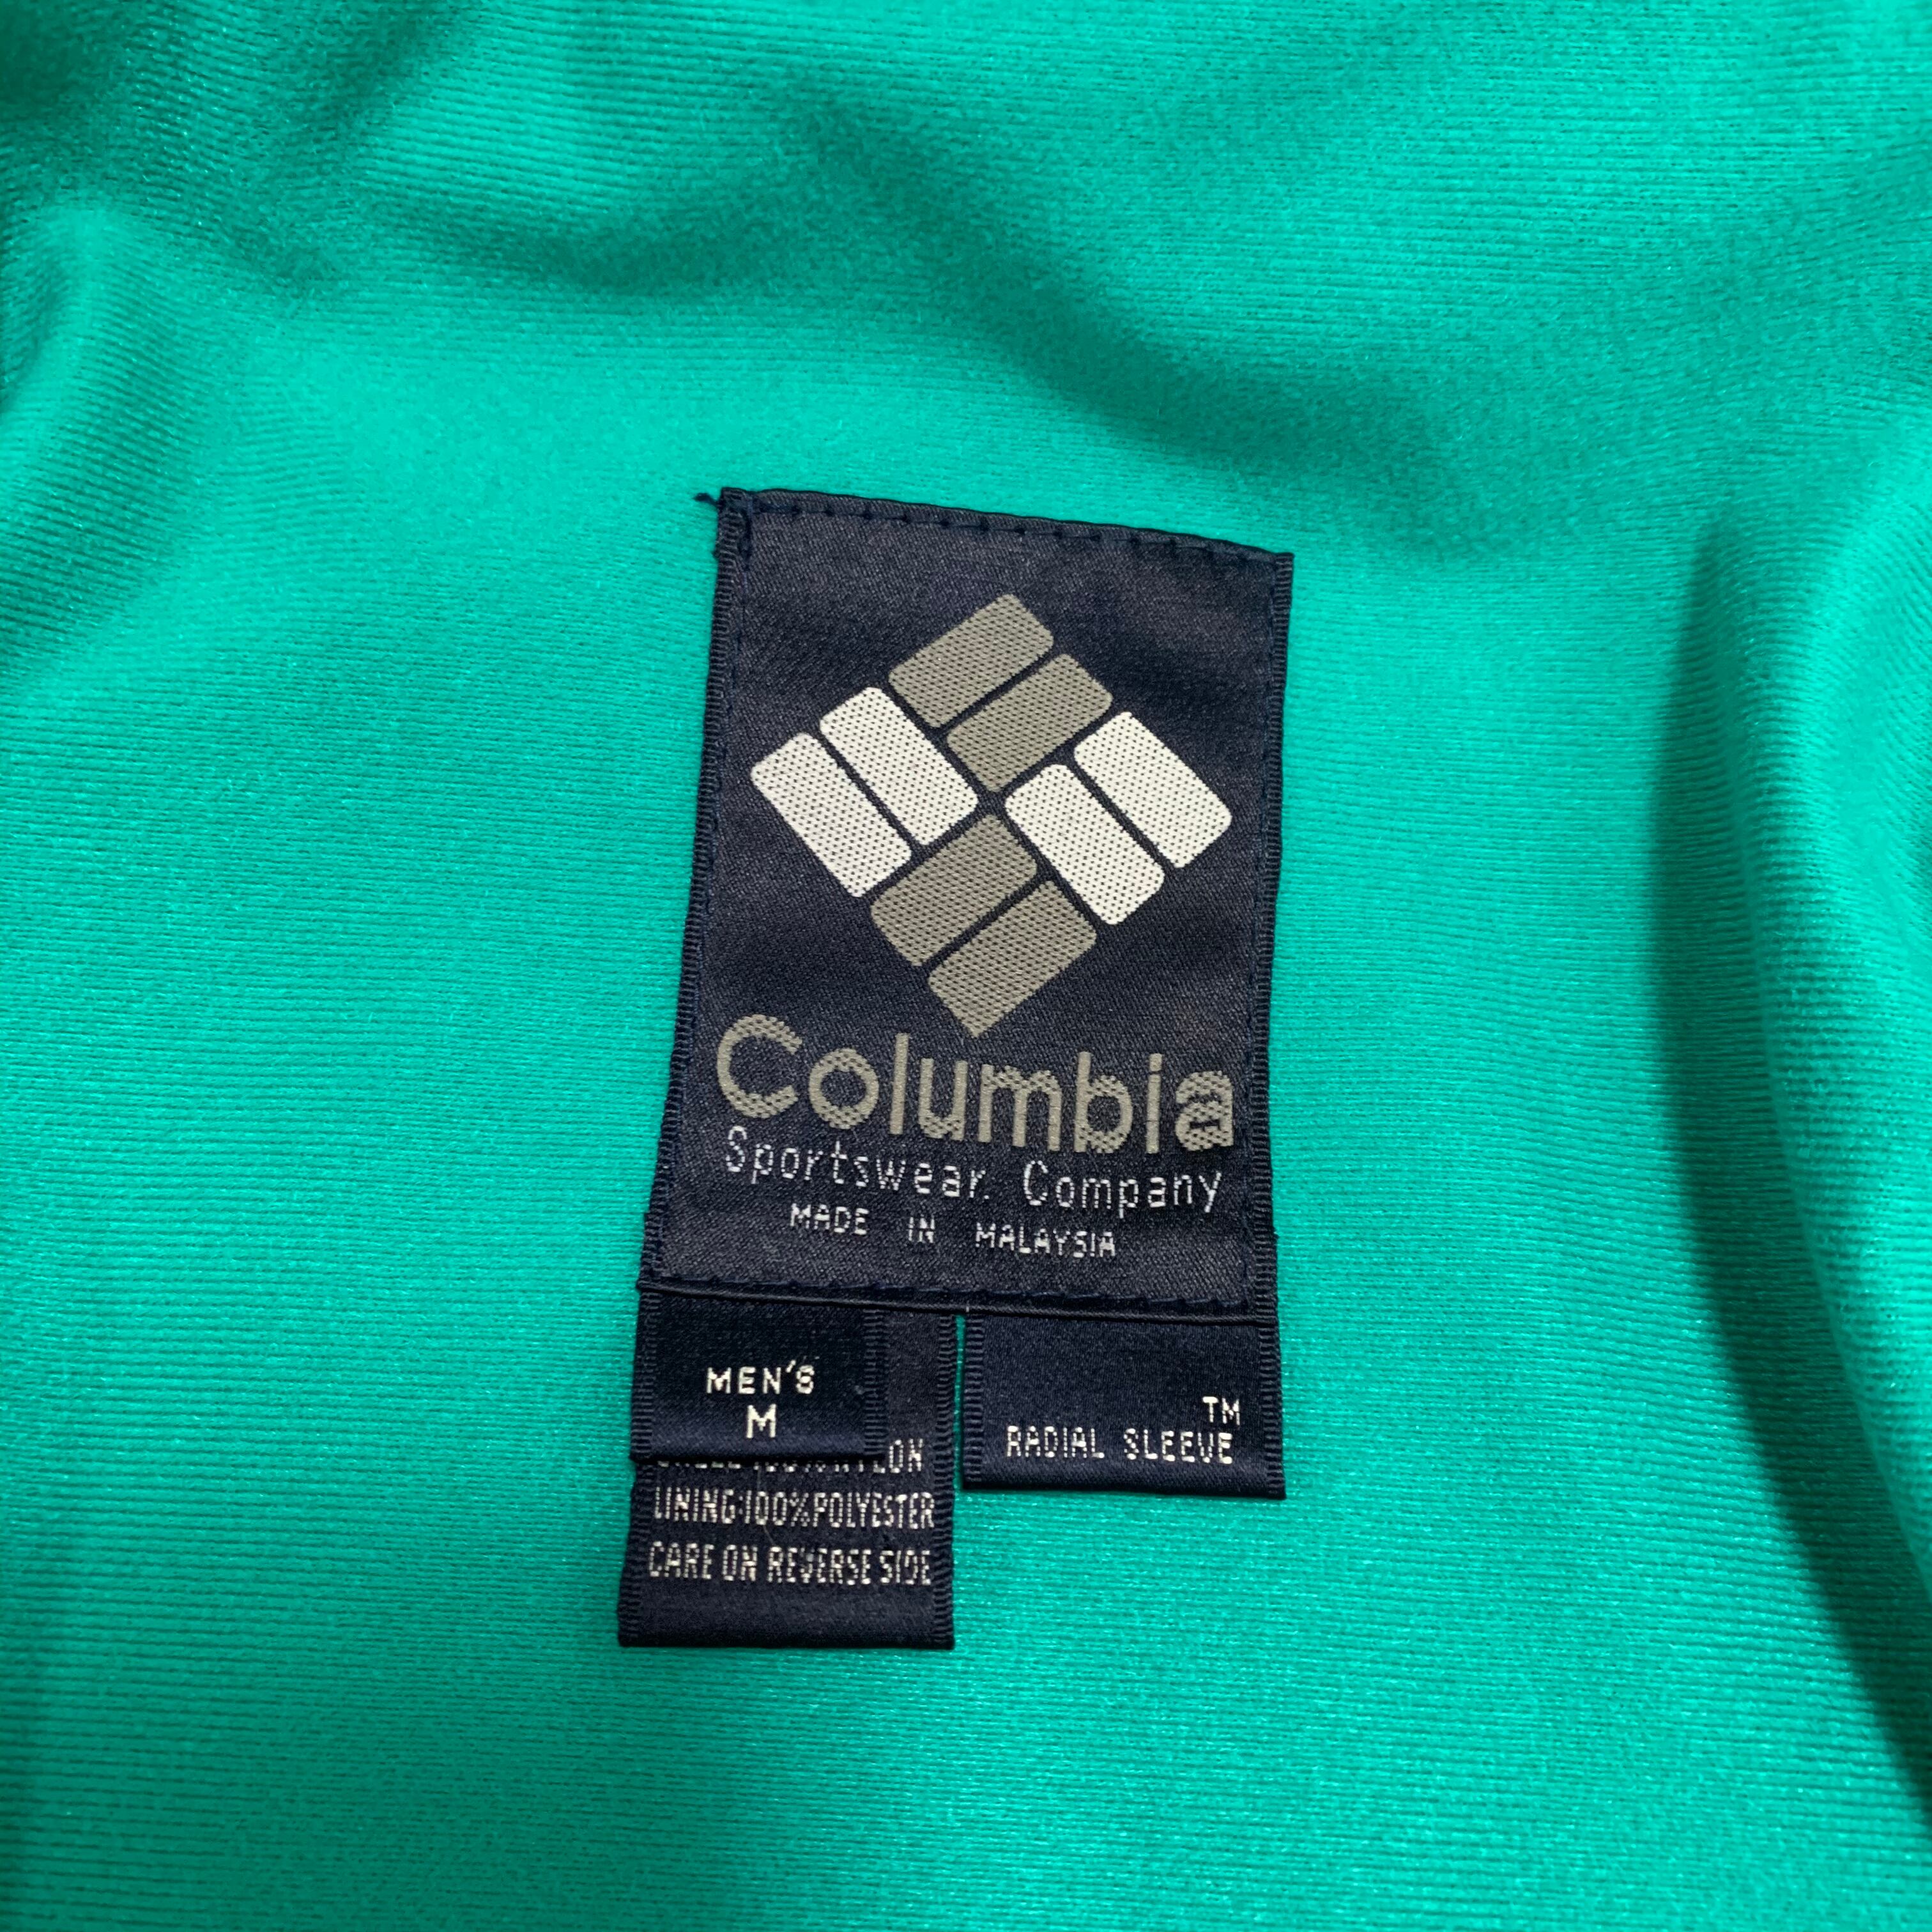 Columbia
Sportswear Company
MADE IN MALAYSIA
MEN'S
M
TM
RADIAL SLEEVE
LINING:100%POLYESTER
CARE ON REVERSE SIDE